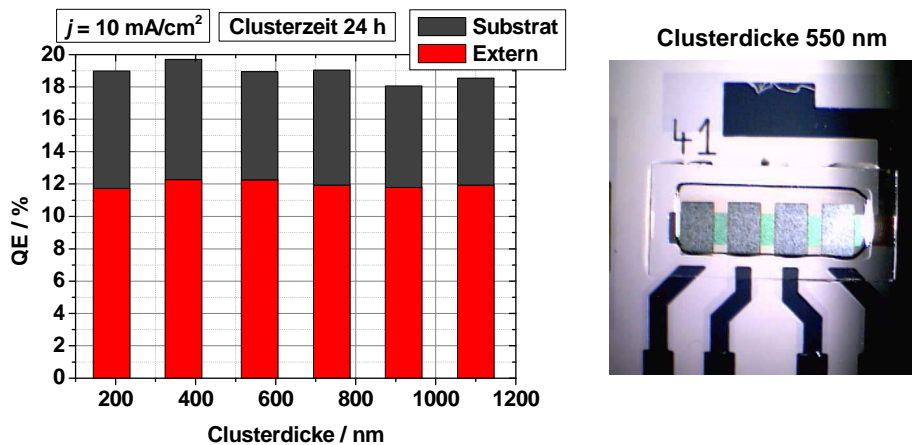 j = 10 mA/cm²
Clusterzeit 24 h
Substrat
Extern
20
18
16
14
12
10
8
6
4
2
0
QE / %
200
400
600
800
1000
1200
Clusterdicke / nm
Clusterdicke 550 nm
41